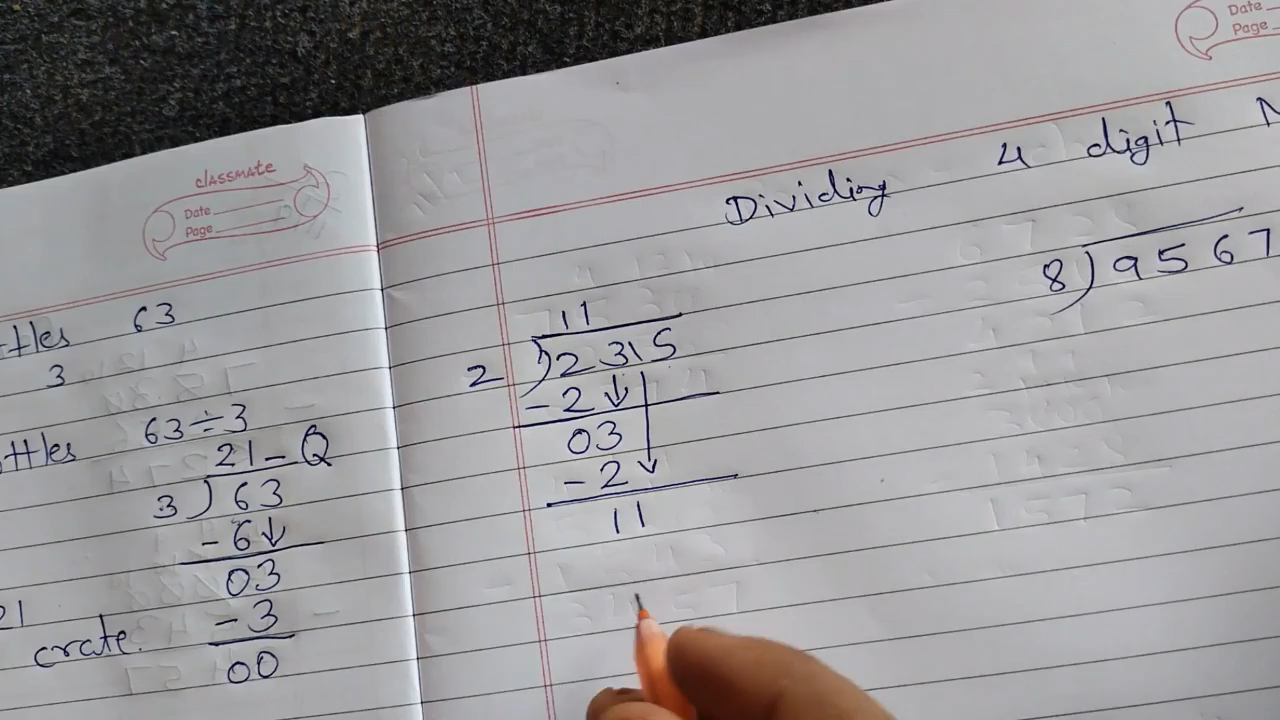 classmate
Date
Page
ttles 63
3
ottles 63÷3
21 - Q
3) 63
- 6↓
03
- 3
00
21
crate.
Date
Page
Dividing 4 digit N
11
2) 2315
- 2↓
03
- 2↓
11
8) 9567